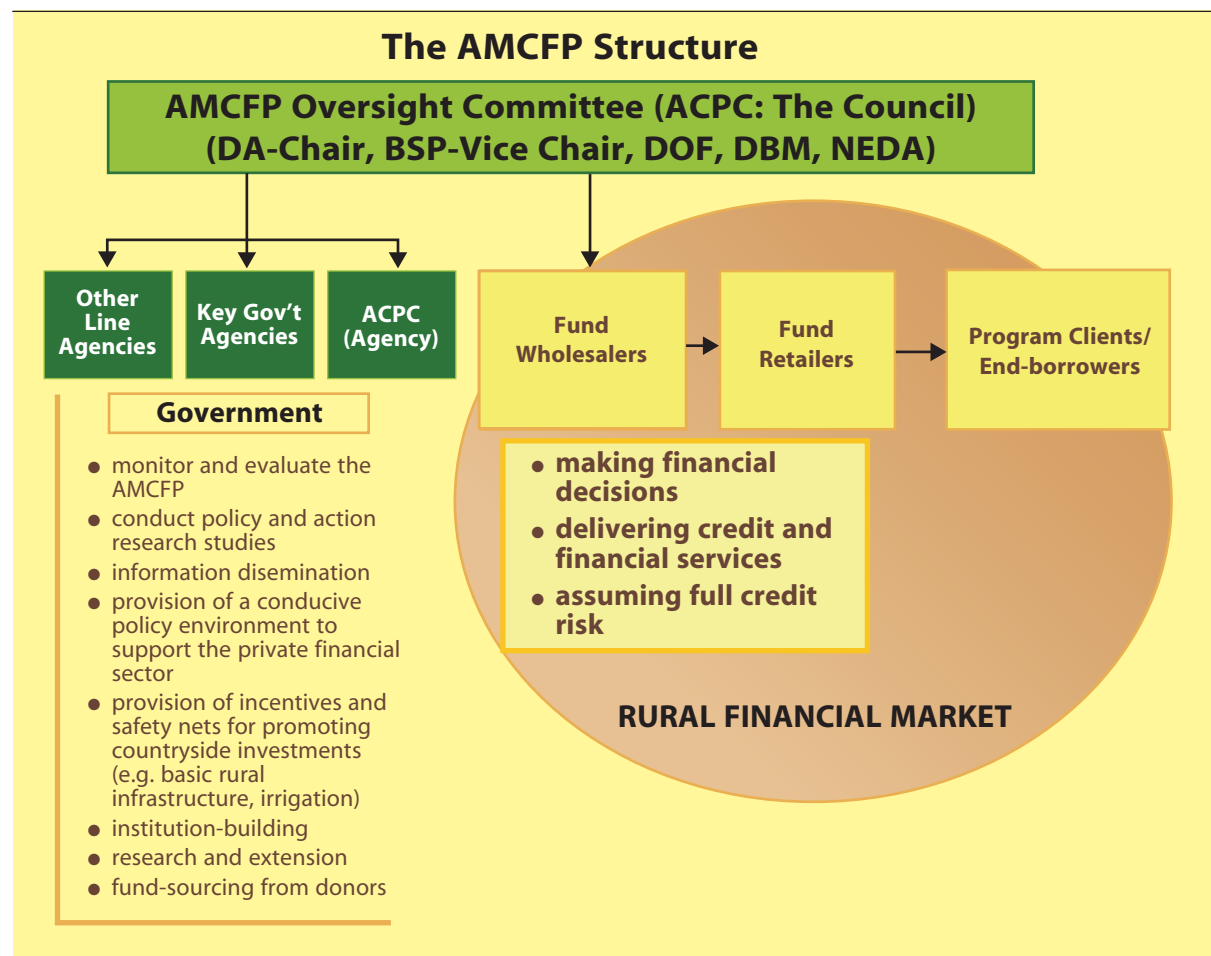 The AMCFP Structure
AMCFP Oversight Committee (ACPC: The Council)
(DA-Chair, BSP-Vice Chair, DOF, DBM, NEDA)
Other
Line
Agencies
Key Gov't
Agencies
ACPC
(Agency)
Fund
Wholesalers
Fund
Retailers
Program Clients/
End-borrowers
Government
• monitor and evaluate the
AMCFP
• conduct policy and action
research studies
• information disemination
• provision of a conducive
policy environment to
support the private financial
sector
• provision of incentives and
safety nets for promoting
countryside investments
(e.g. basic rural
infrastructure, irrigation)
• institution-building
• research and extension
• fund-sourcing from donors
• making financial
decisions
• delivering credit and
financial services
• assuming full credit
risk
RURAL FINANCIAL MARKET